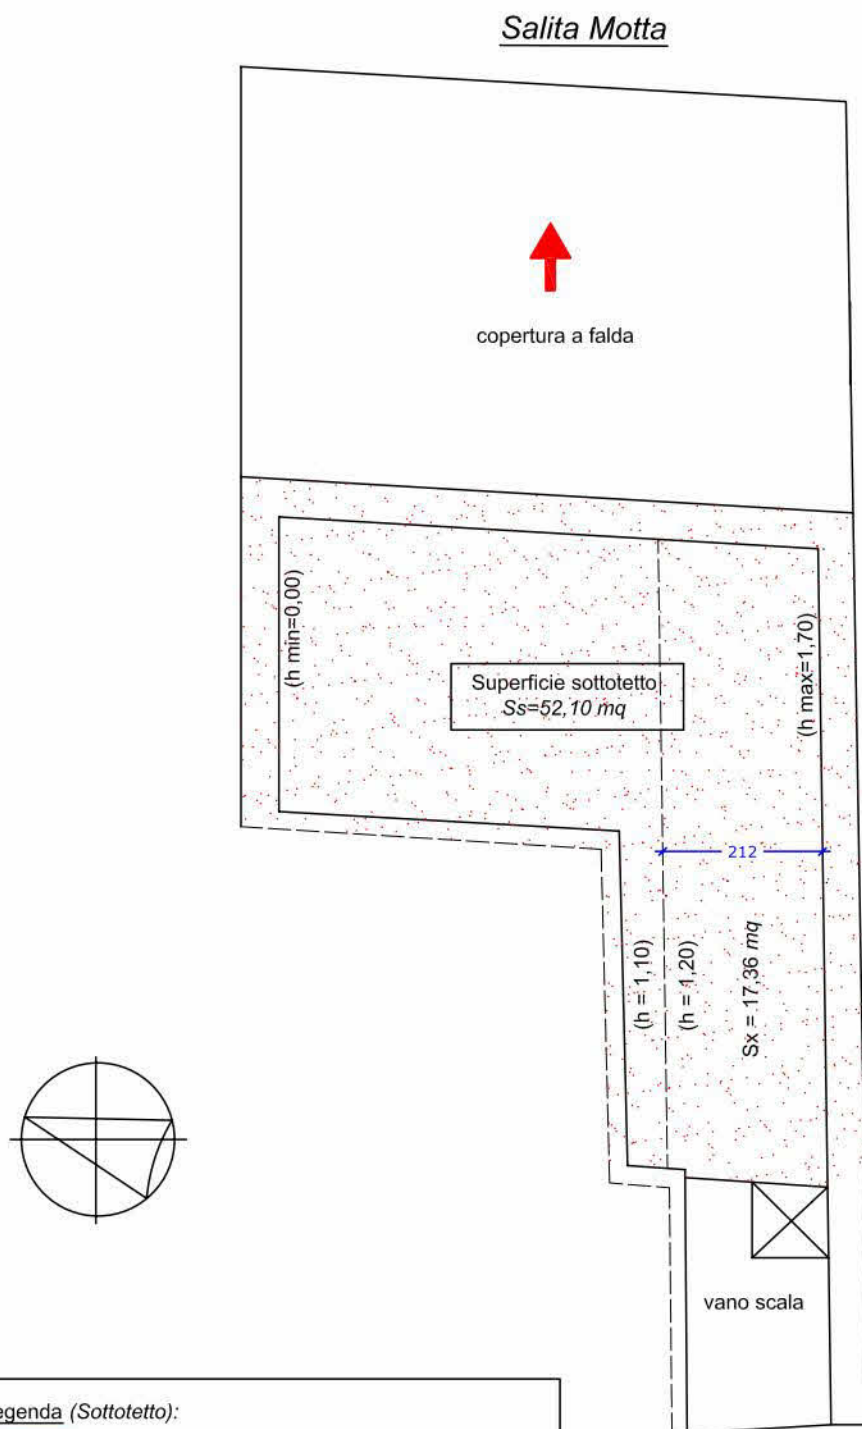 Salita Motta
copertura a falda
(h min=0,00)
Superficie sottotetto
Ss=52,10 mq
(h max=1,70)
212
(h = 1,10)
(h = 1,20)
Sx = 17,36 mq
vano scala
egenda (Sottotetto):